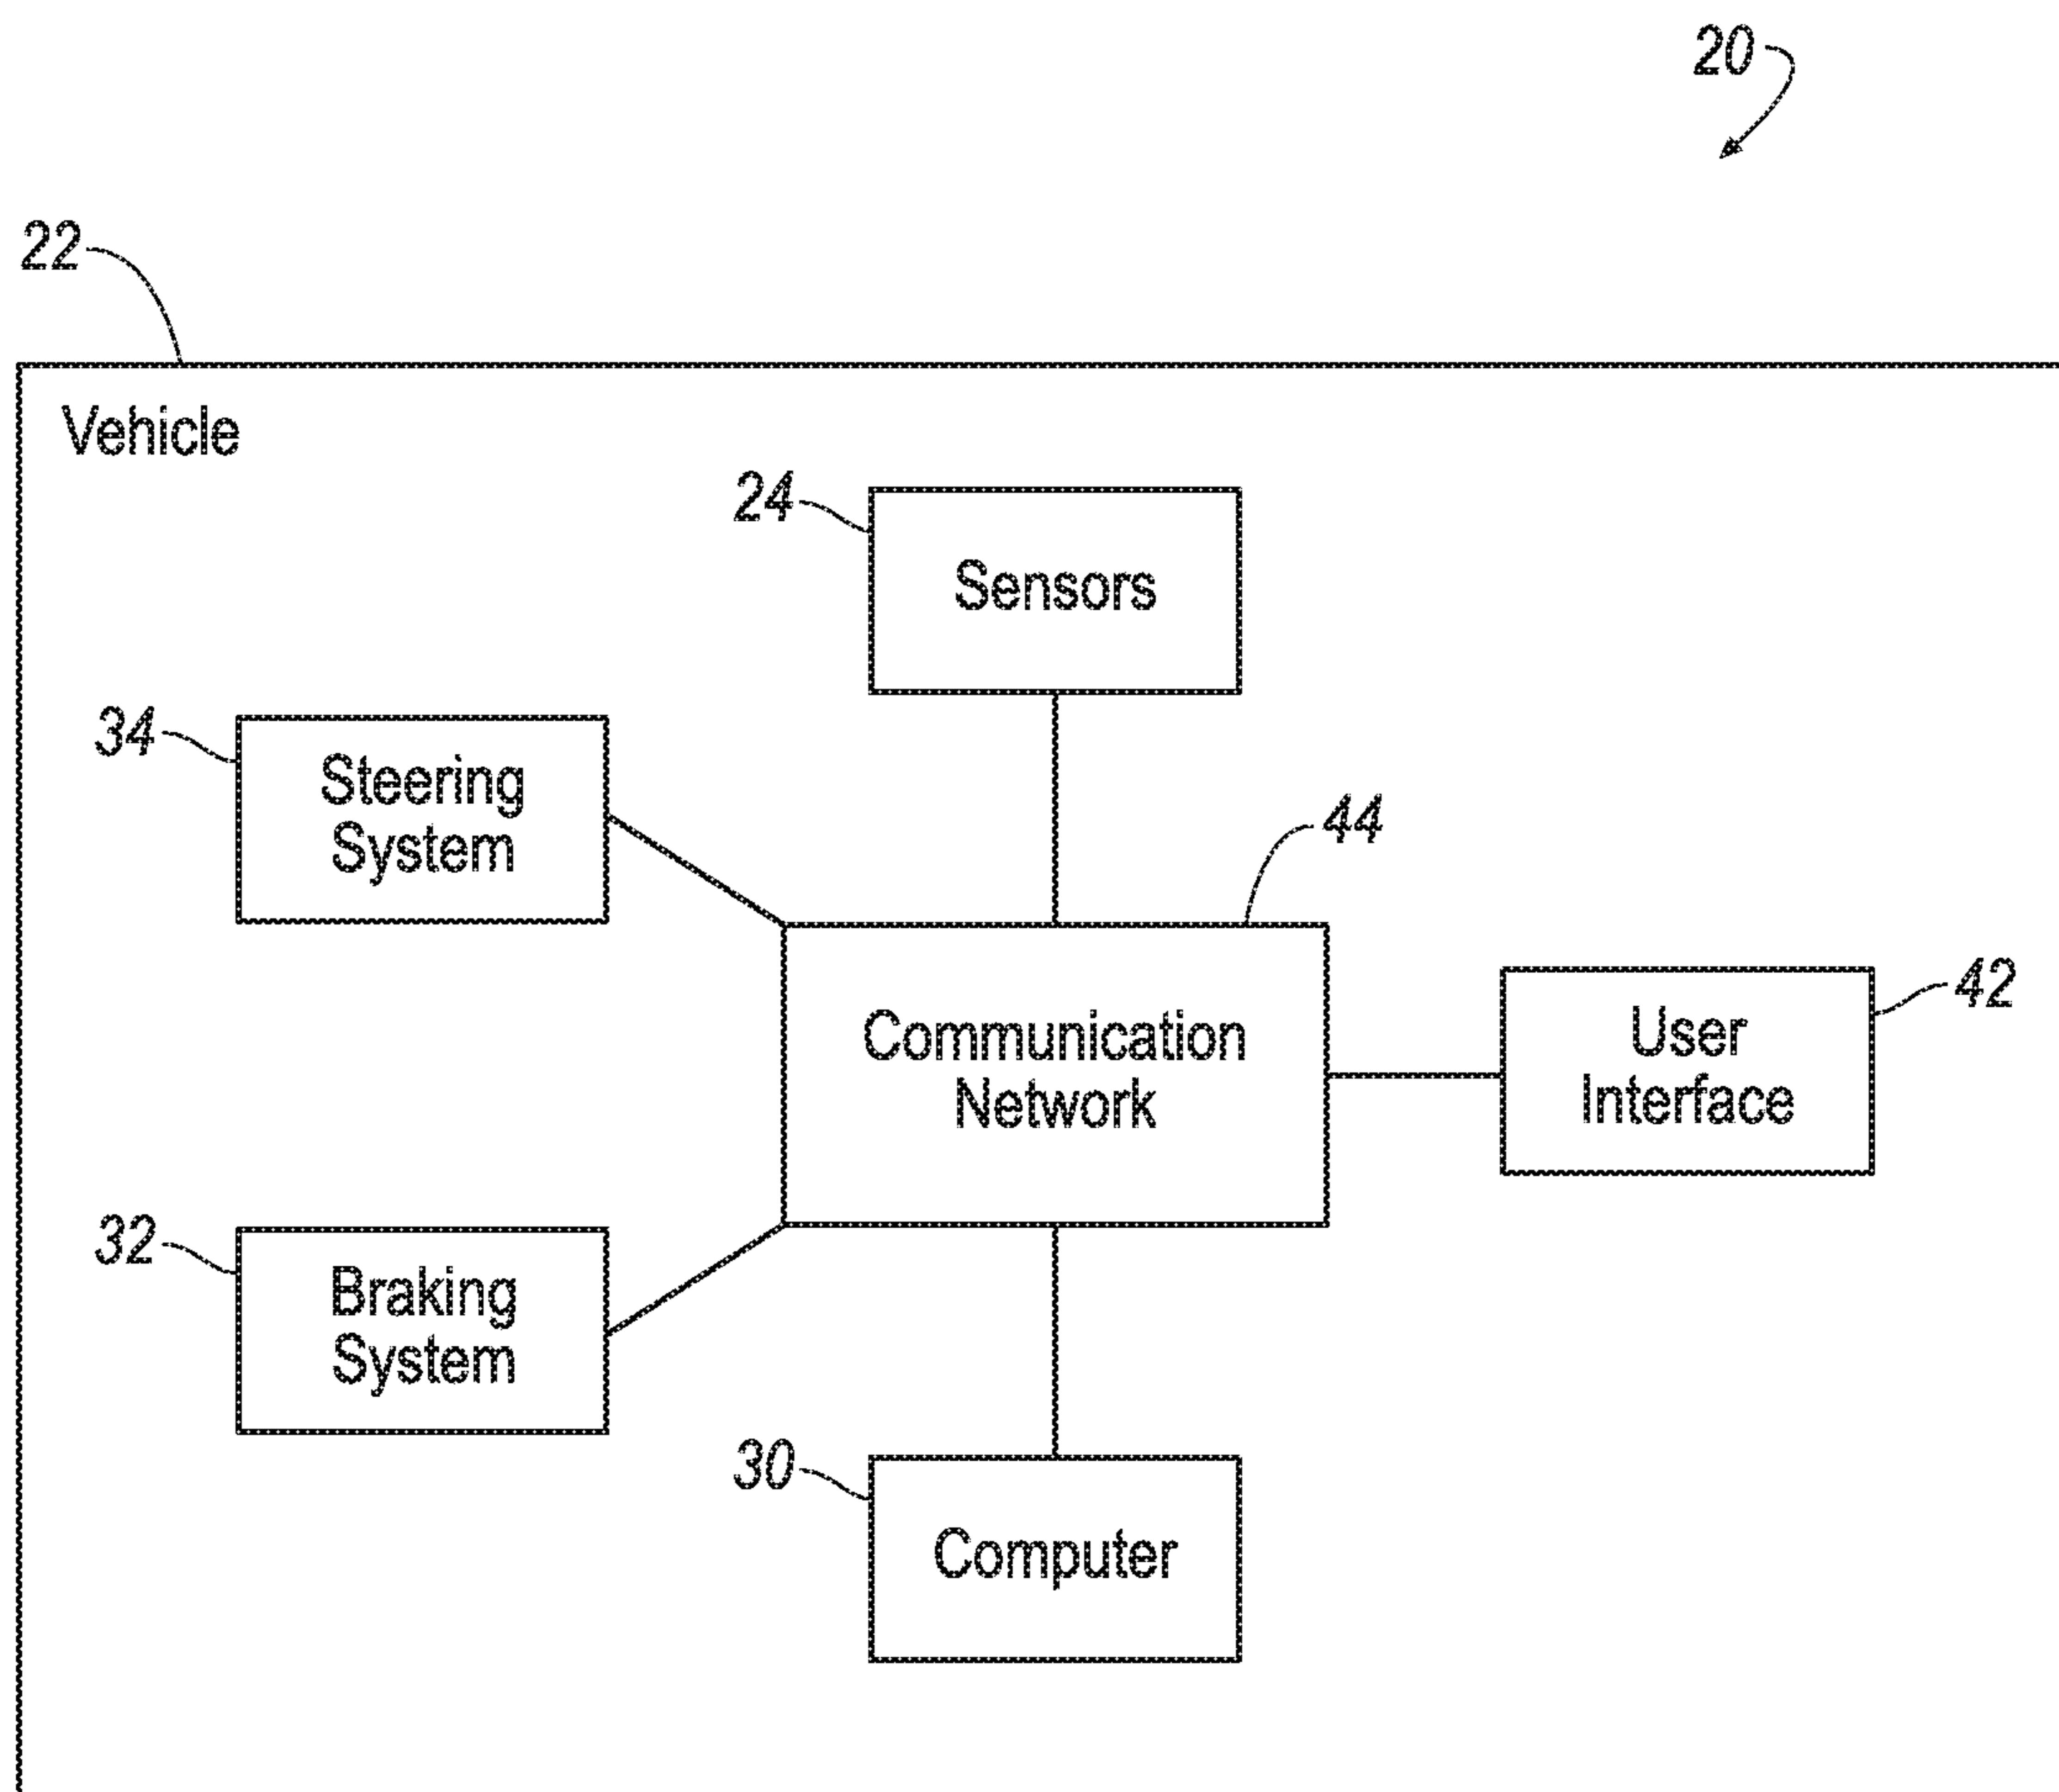 20
22
Vehicle
24
Sensors
34
Steering
System
44
Communication
Network
42
User
Interface
32
Braking
System
30
Computer